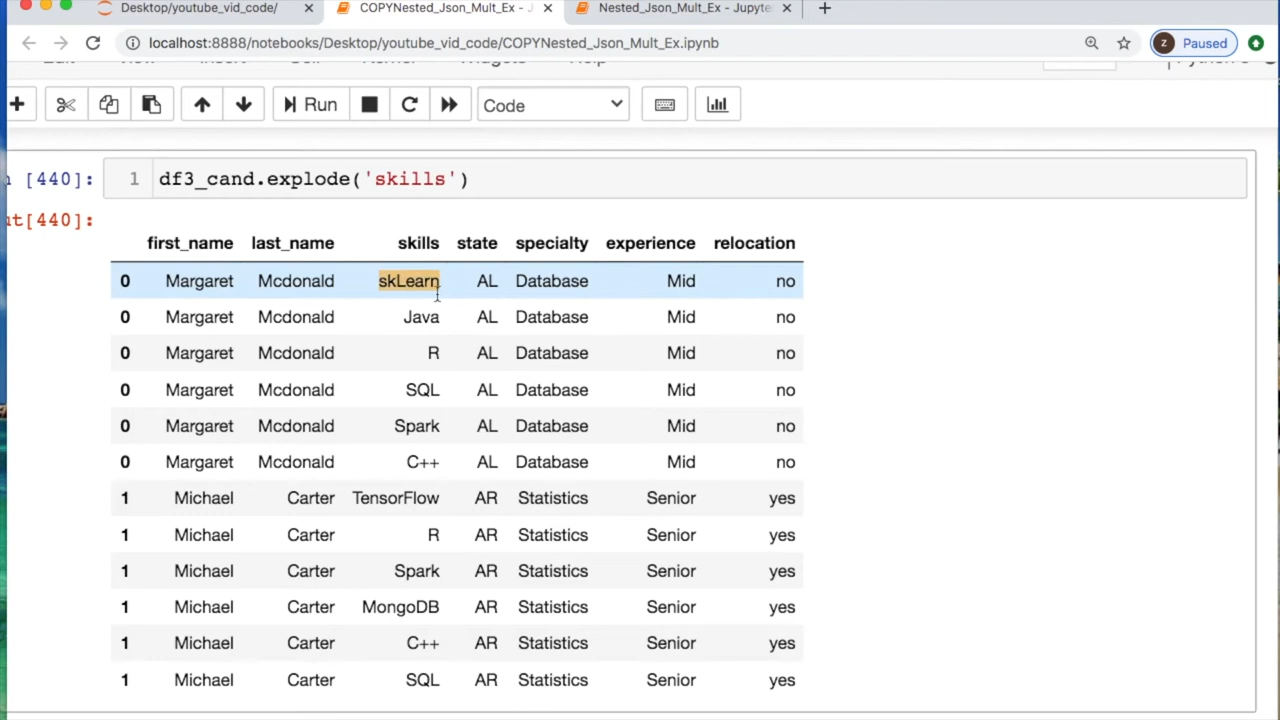 Desktop/youtube_vid_code/ × COPYNested_Json_Mult_Ex - J × Nested_Json_Mult_Ex - Jupyte × +
localhost:8888/notebooks/Desktop/youtube_vid_code/COPYNested_Json_Mult_Ex.ipynb Z Paused
Run Code
[440]: 1 df3_cand.explode('skills')
ut[440]:
first_name last_name skills state specialty experience relocation
0 Margaret Mcdonald skLearn AL Database Mid no
0 Margaret Mcdonald Java AL Database Mid no
0 Margaret Mcdonald R AL Database Mid no
0 Margaret Mcdonald SQL AL Database Mid no
0 Margaret Mcdonald Spark AL Database Mid no
0 Margaret Mcdonald C++ AL Database Mid no
1 Michael Carter TensorFlow AR Statistics Senior yes
1 Michael Carter R AR Statistics Senior yes
1 Michael Carter Spark AR Statistics Senior yes
1 Michael Carter MongoDB AR Statistics Senior yes
1 Michael Carter C++ AR Statistics Senior yes
1 Michael Carter SQL AR Statistics Senior yes